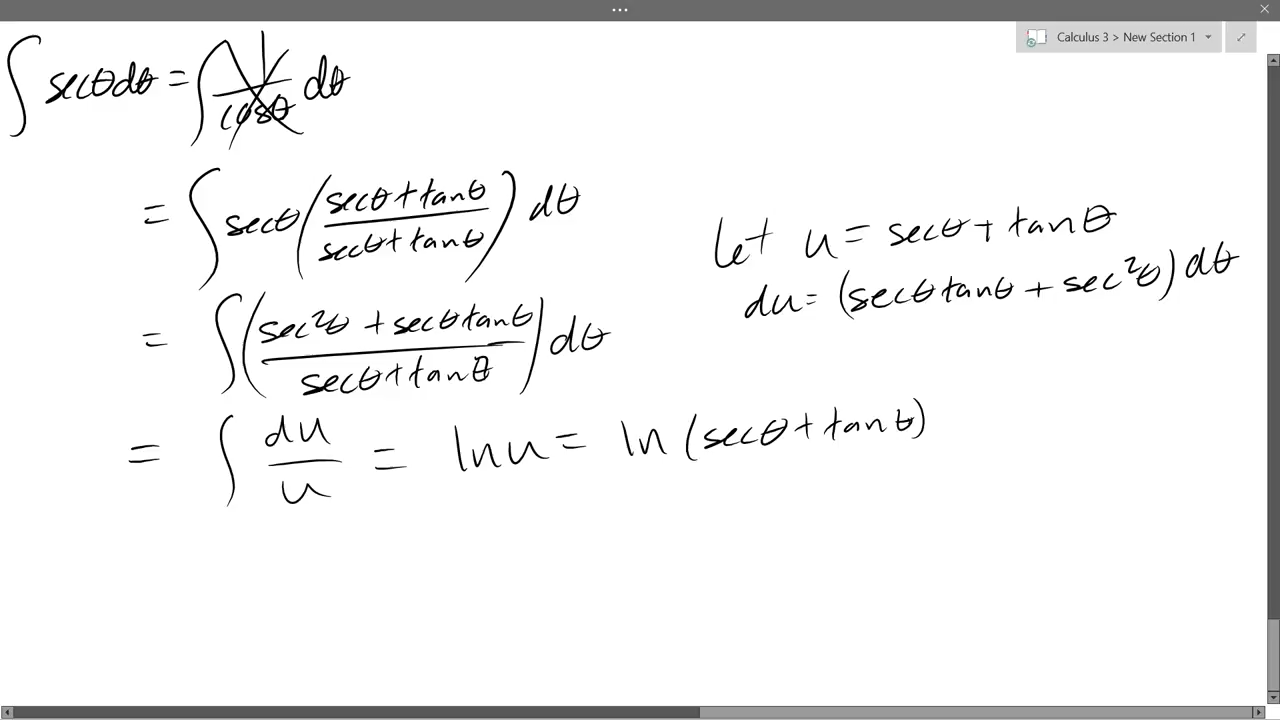 Calculus 3 > New Section 1
∫ secθdθ = ∫ 1/cosθ dθ
= ∫ secθ((secθ+tanθ)/(secθ+tanθ)) dθ
let u = secθ + tanθ
du = (secθtanθ + sec²θ) dθ
= ∫ ((sec²θ + secθtanθ)/(secθ+tanθ)) dθ
= ∫ du/u = lnu = ln (secθ+tanθ)